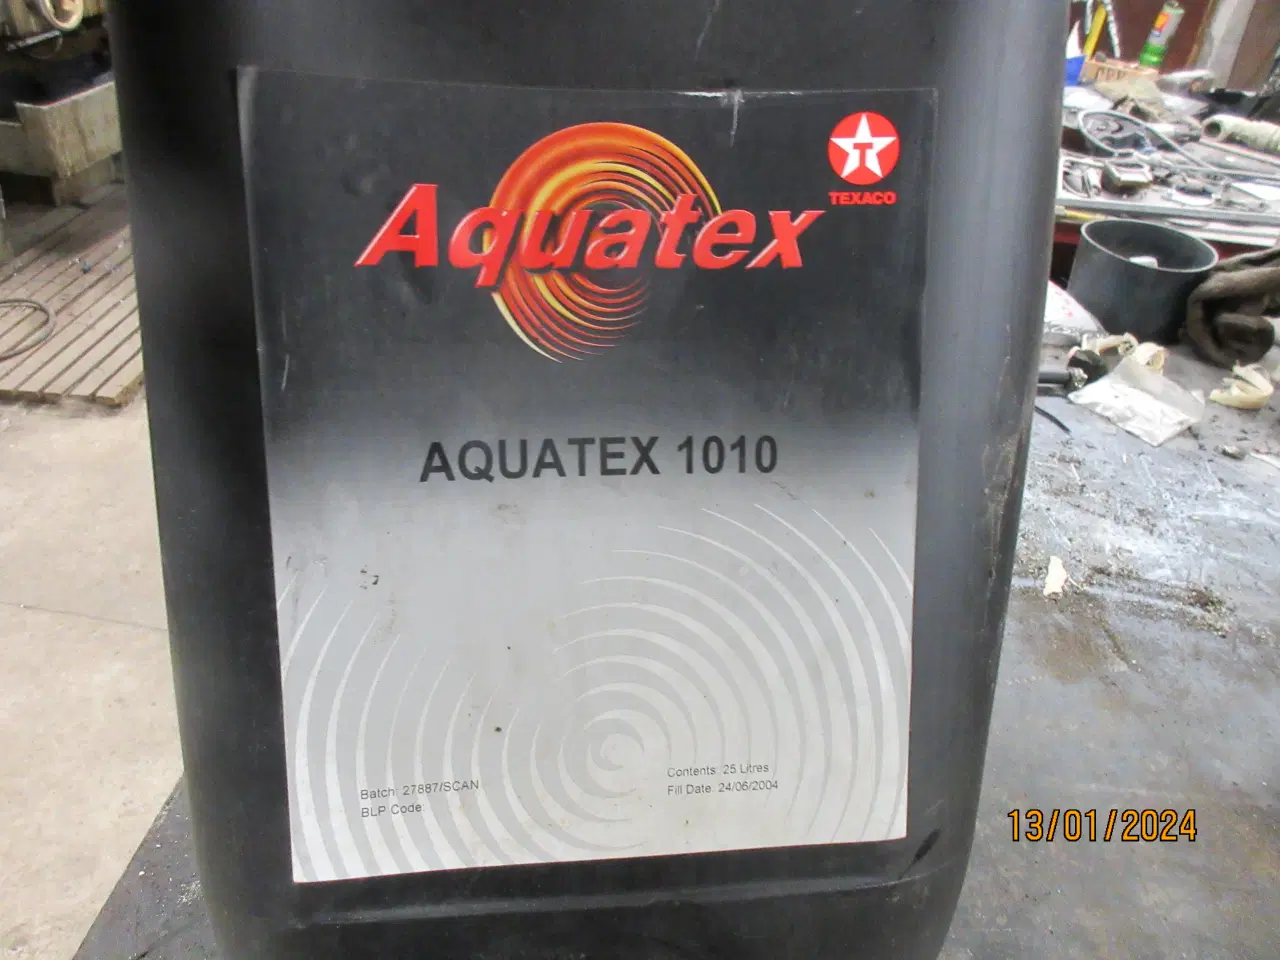 Aquatex
TEXACO
AQUATEX 1010
Batch: 27887/SCAN
BLP Code:
Contents: 25 Litres
Fill Date: 24/06/2004
13/01/2024